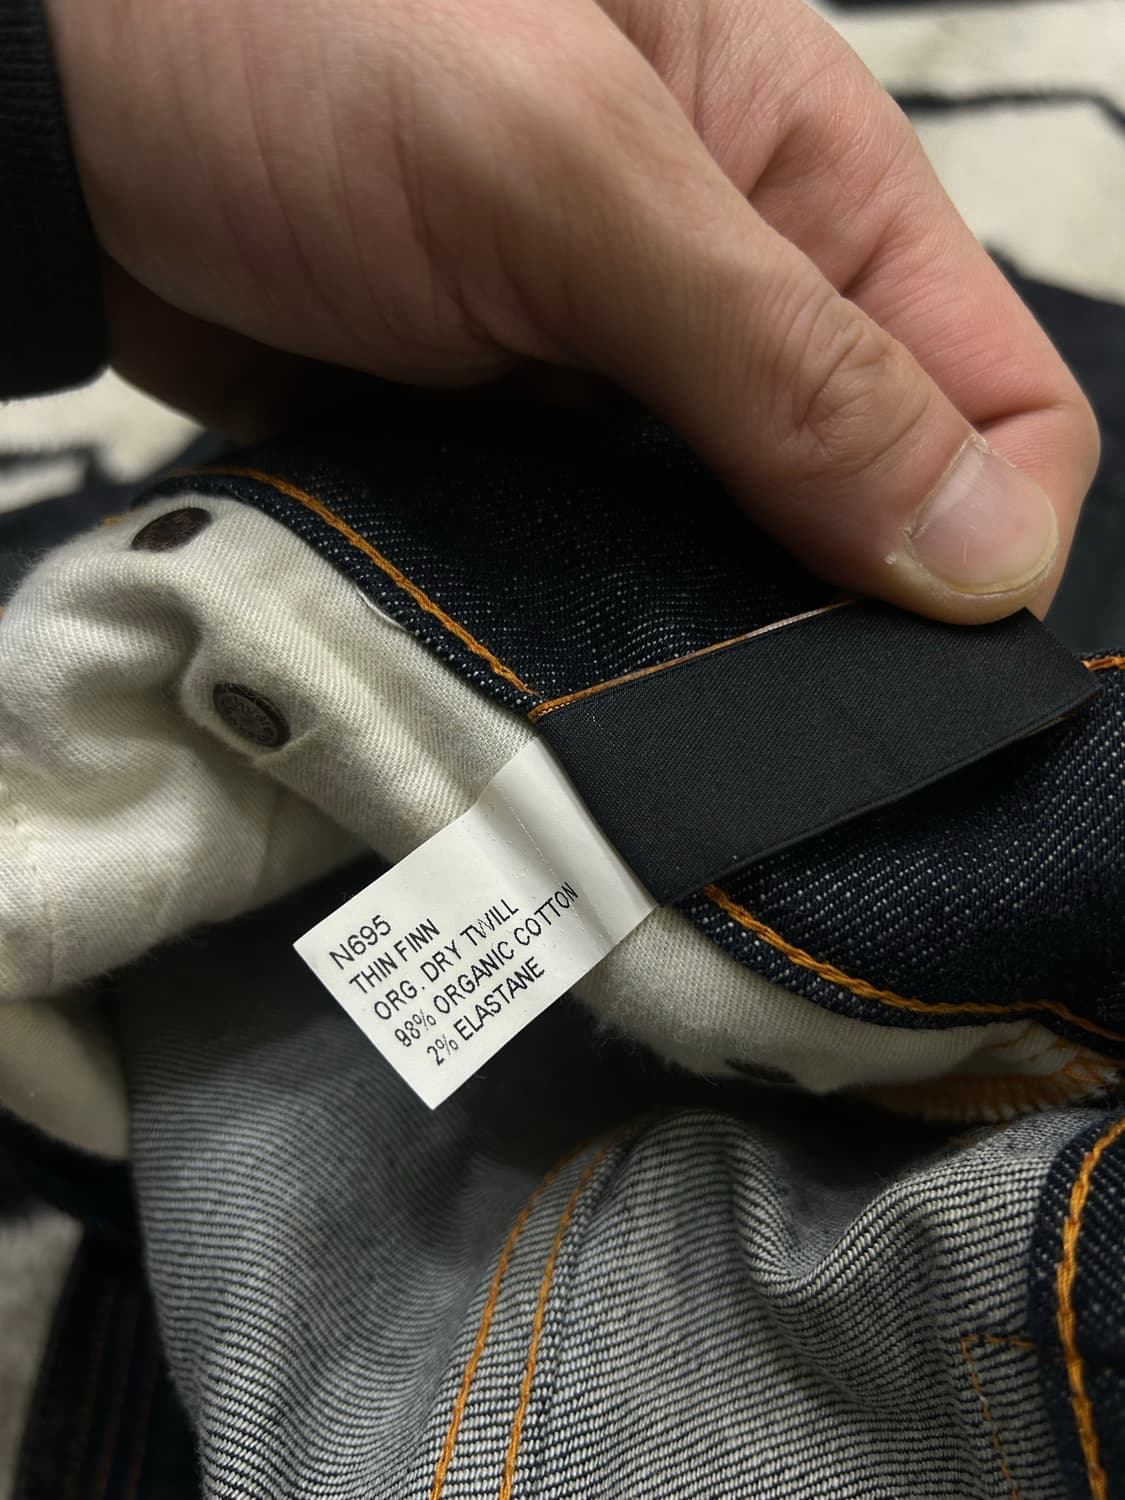 N695
THIN FINN
ORG. DRY TWILL
98% ORGANIC COTTON
2% ELASTANE